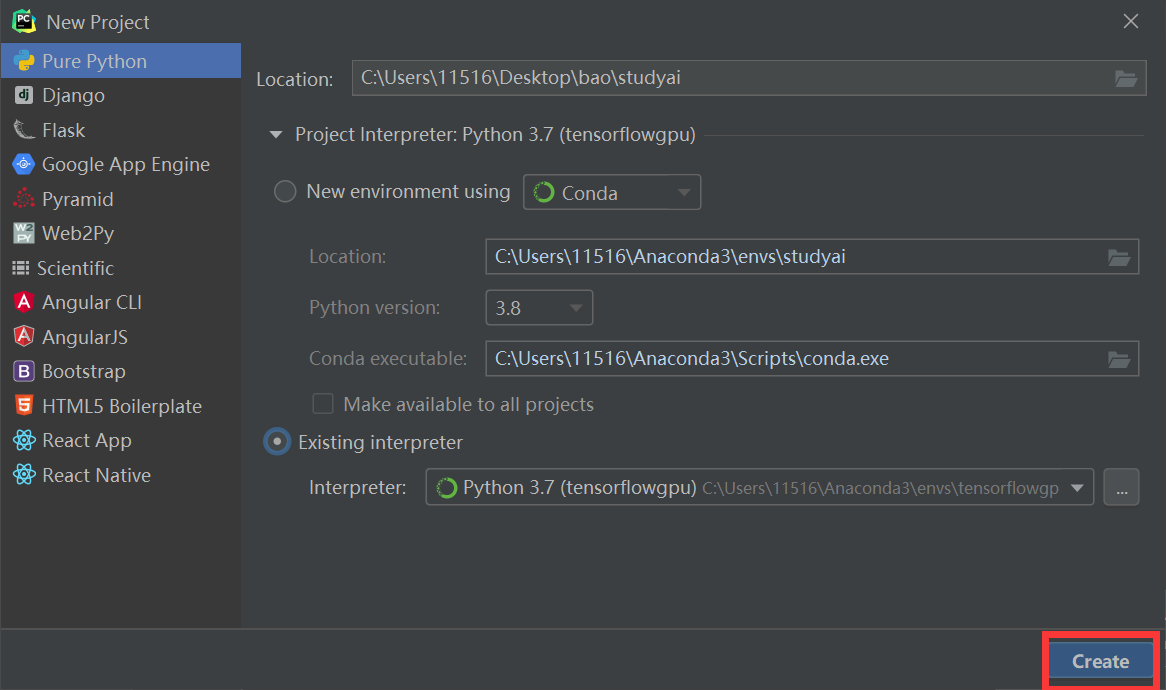 New Project
Pure Python
Django
Flask
Google App Engine
Pyramid
Web2Py
Scientific
Angular CLI
AngularJS
Bootstrap
HTML5 Boilerplate
React App
React Native
Location: C:\Users\11516\Desktop\bao\studyai
Project Interpreter: Python 3.7 (tensorflowgpu)
New environment using Conda
Location: C:\Users\11516\Anaconda3\envs\studyai
Python version: 3.8
Conda executable: C:\Users\11516\Anaconda3\Scripts\conda.exe
Make available to all projects
Existing interpreter
Interpreter: Python 3.7 (tensorflowgpu) C:\Users\11516\Anaconda3\envs\tensorflowgp ...
Create